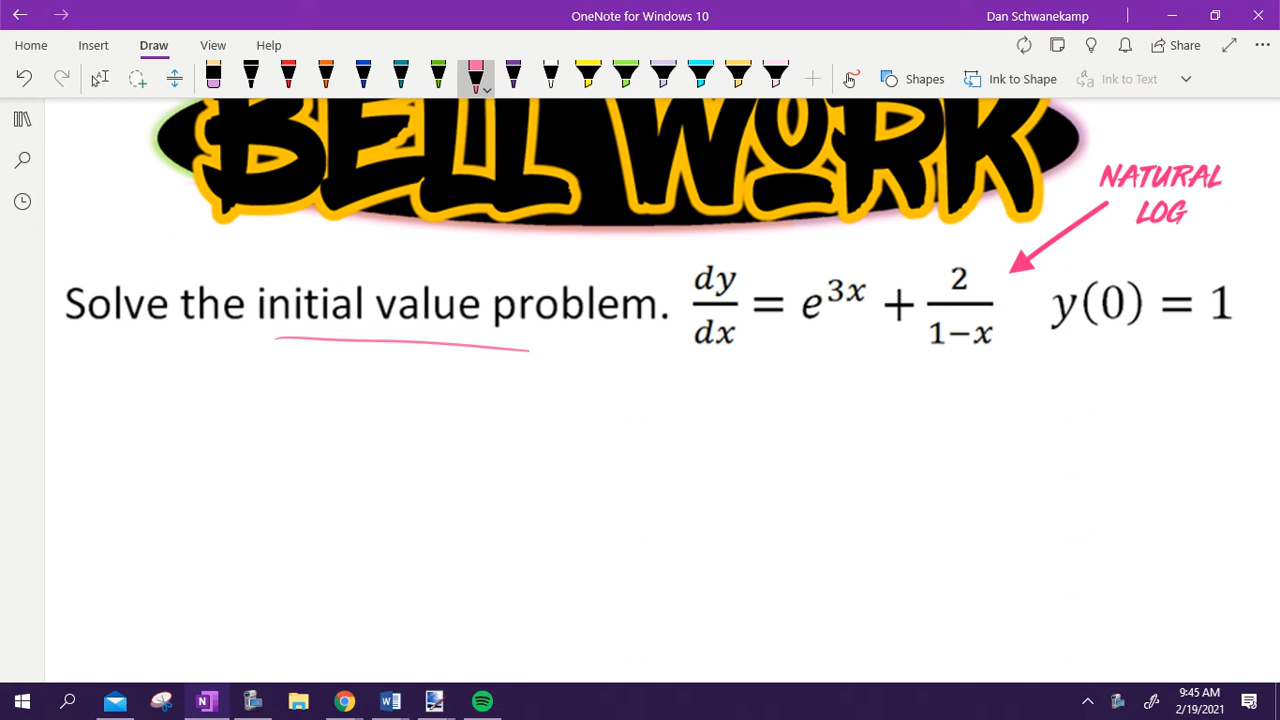 OneNote for Windows 10
Dan Schwanekamp
Home Insert Draw View Help
Share
Shapes
Ink to Shape
Ink to Text
BELL WORK
NATURAL
LOG
Solve the initial value problem. dy/dx = e^{3x} + 2/(1−x) y(0) = 1
9:45 AM
2/19/2021